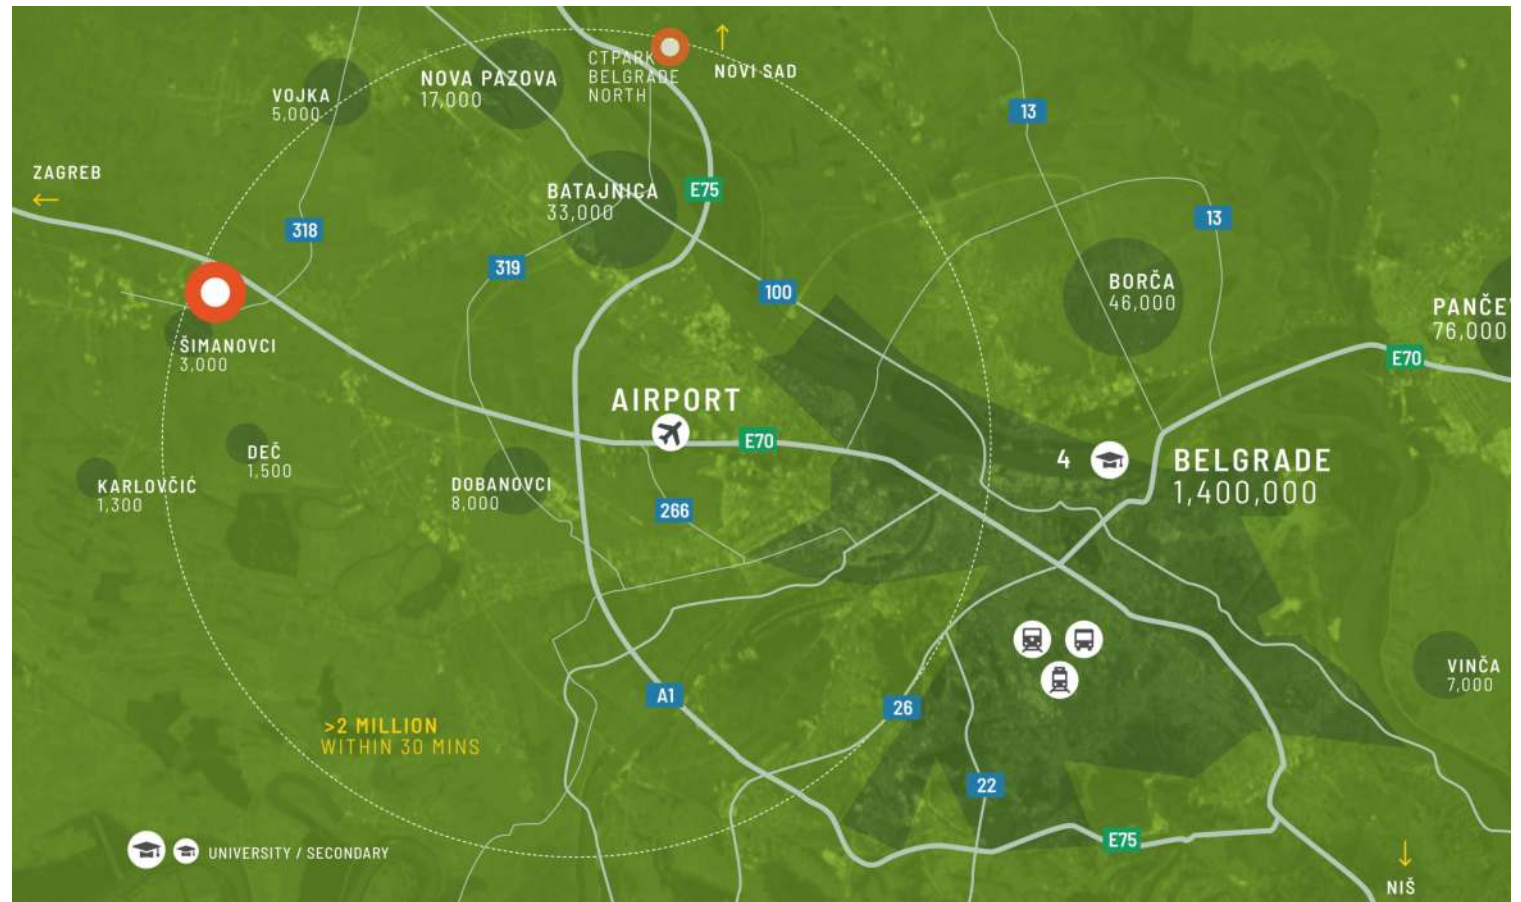 CTPARK
BELGRADE
NORTH
NOVI SAD
NOVA PAZOVA
17,000
VOJKA
5,000
13
ZAGREB
BATAJNICA
33,000
E75
318
13
319
100
BORČA
46,000
76,000
ŠIMANOVCI
3,000
E70
AIRPORT
E70
DEČ
1,500
4
BELGRADE
1,400,000
KARLOVČIĆ
1,300
DOBANOVCI
8,000
266
VINČA
7,000
A1
26
>2 MILLION
WITHIN 30 MINS
22
E75
UNIVERSITY / SECONDARY
NIŠ